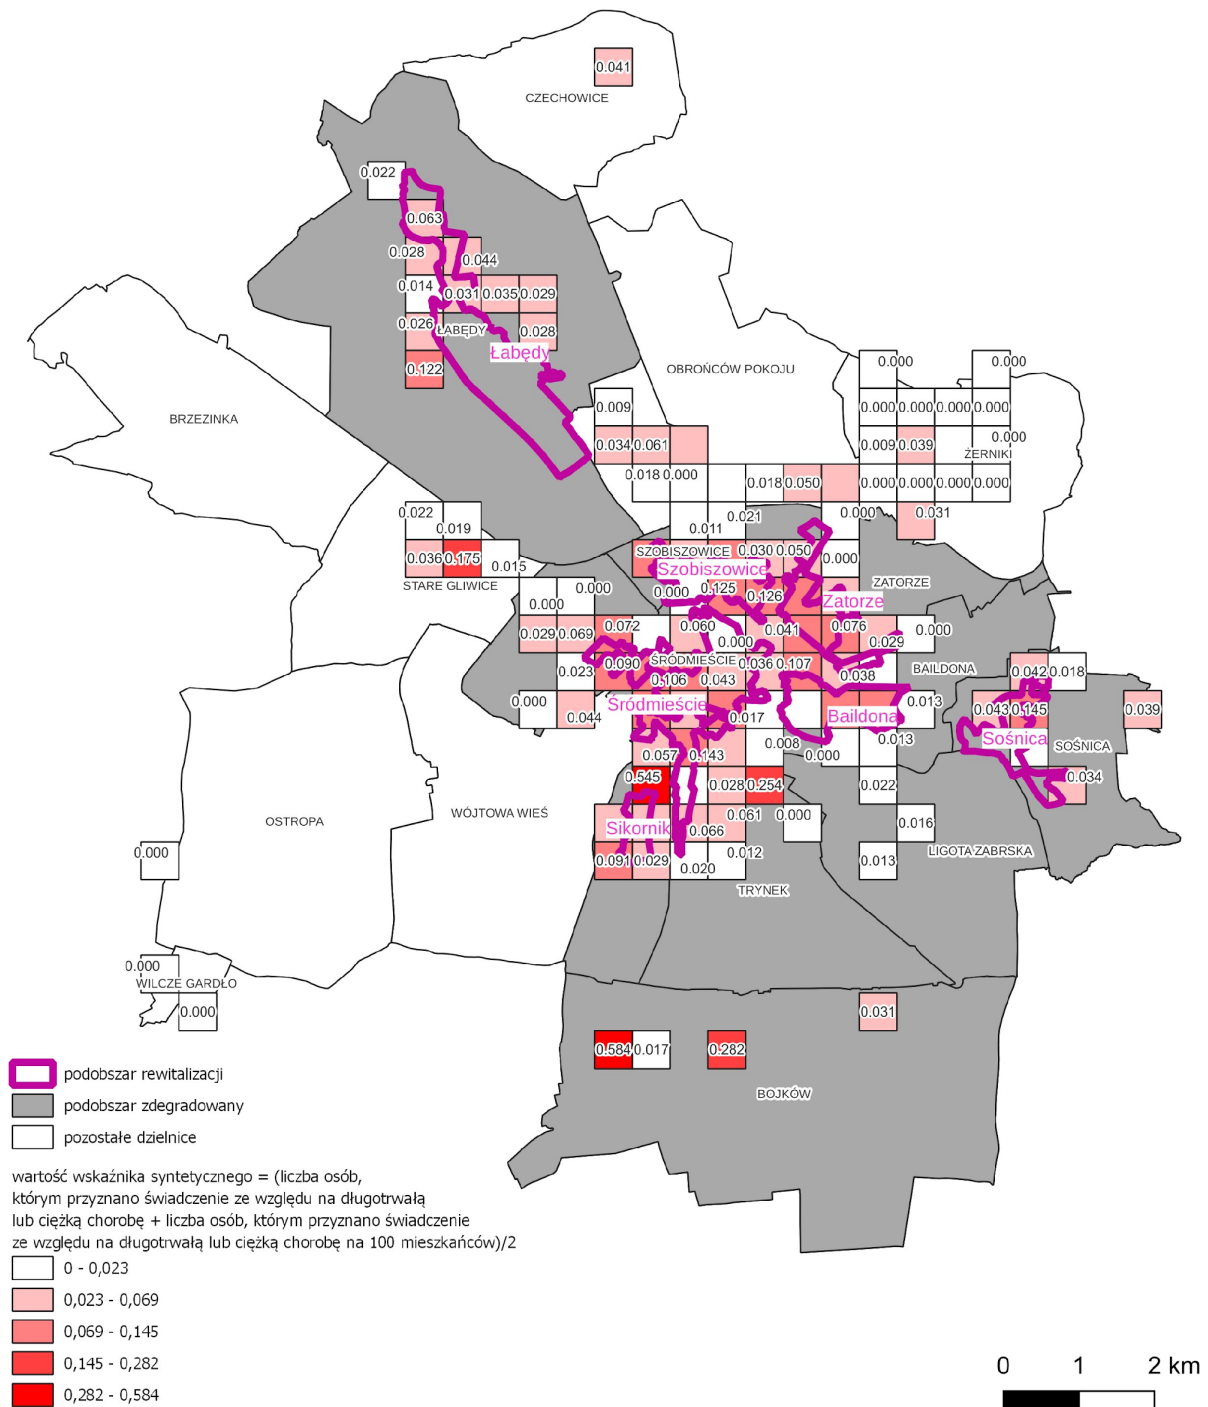 0.041
CZECHOWICE
0.022
0.063
0.028
0.044
0.014
0.031
0.035
0.029
0.026
ŁABĘDY
0.028
Łabędy
0.122
OBROŃCÓW POKOJU
0.000
0.000
BRZEZINKA
0.009
0.000
0.000
0.000
0.000
0.034
0.061
0.009
0.039
0.000
ŻERNIKI
0.018
0.000
0.018
0.050
0.000
0.000
0.000
0.000
0.022
0.019
0.011
0.021
0.000
0.031
0.036
0.175
0.015
STARE GLIWICE
SZOBISZOWICE
0.030
0.050
0.000
Szobiszowice
ZATORZE
0.000
0.000
0.000
0.125
0.126
Zatorze
0.029
0.069
0.072
0.060
0.000
0.041
0.076
0.029
0.000
0.023
0.090
ŚRÓDMIEŚCIE
0.036
0.107
0.038
BAILDONA
0.042
0.018
0.106
0.043
0.000
0.044
Śródmieście
0.017
Baildona
0.013
0.043
0.145
0.039
Sośnica
SOŚNICA
0.057
0.143
0.008
0.000
0.013
0.545
0.028
0.254
0.022
0.034
OSTROPA
WÓJTOWA WIEŚ
Sikornik
0.066
0.061
0.000
0.016
LIGOTA ZABRSKA
0.000
0.091
0.029
0.020
0.012
0.013
TRYNEK
0.000
WILCZE GARDŁO
0.000
0.031
0.584
0.017
0.282
BOJKÓW
podobszar rewitalizacji
podobszar zdegradowany
pozostałe dzielnice
wartość wskaźnika syntetycznego = (liczba osób,
którym przyznano świadczenie ze względu na długotrwałą
lub ciężką chorobę + liczba osób, którym przyznano świadczenie
ze względu na długotrwałą lub ciężką chorobę na 100 mieszkańców)/2
0 - 0,023
0,023 - 0,069
0,069 - 0,145
0,145 - 0,282
0,282 - 0,584
0 1 2 km